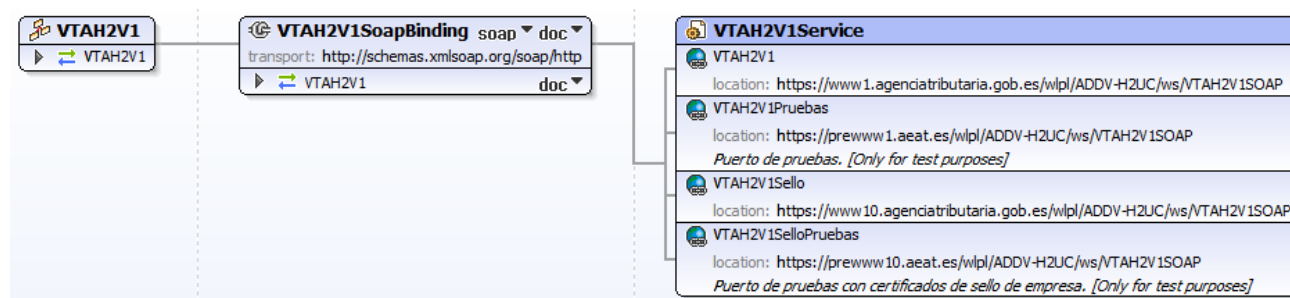 VTAH2V1
VTAH2V1
VTAH2V1SoapBinding soap doc
transport: http://schemas.xmlsoap.org/soap/http
VTAH2V1 doc
VTAH2V1Service
VTAH2V1
location: https://www1.agenciatributaria.gob.es/wlpl/ADDV-H2UC/ws/VTAH2V1SOAP
VTAH2V1Pruebas
location: https://prewww1.aeat.es/wlpl/ADDV-H2UC/ws/VTAH2V1SOAP
Puerto de pruebas. [Only for test purposes]
VTAH2V1Sello
location: https://www10.agenciatributaria.gob.es/wlpl/ADDV-H2UC/ws/VTAH2V1SOAP
VTAH2V1SelloPruebas
location: https://prewww10.aeat.es/wlpl/ADDV-H2UC/ws/VTAH2V1SOAP
Puerto de pruebas con certificados de sello de empresa. [Only for test purposes]